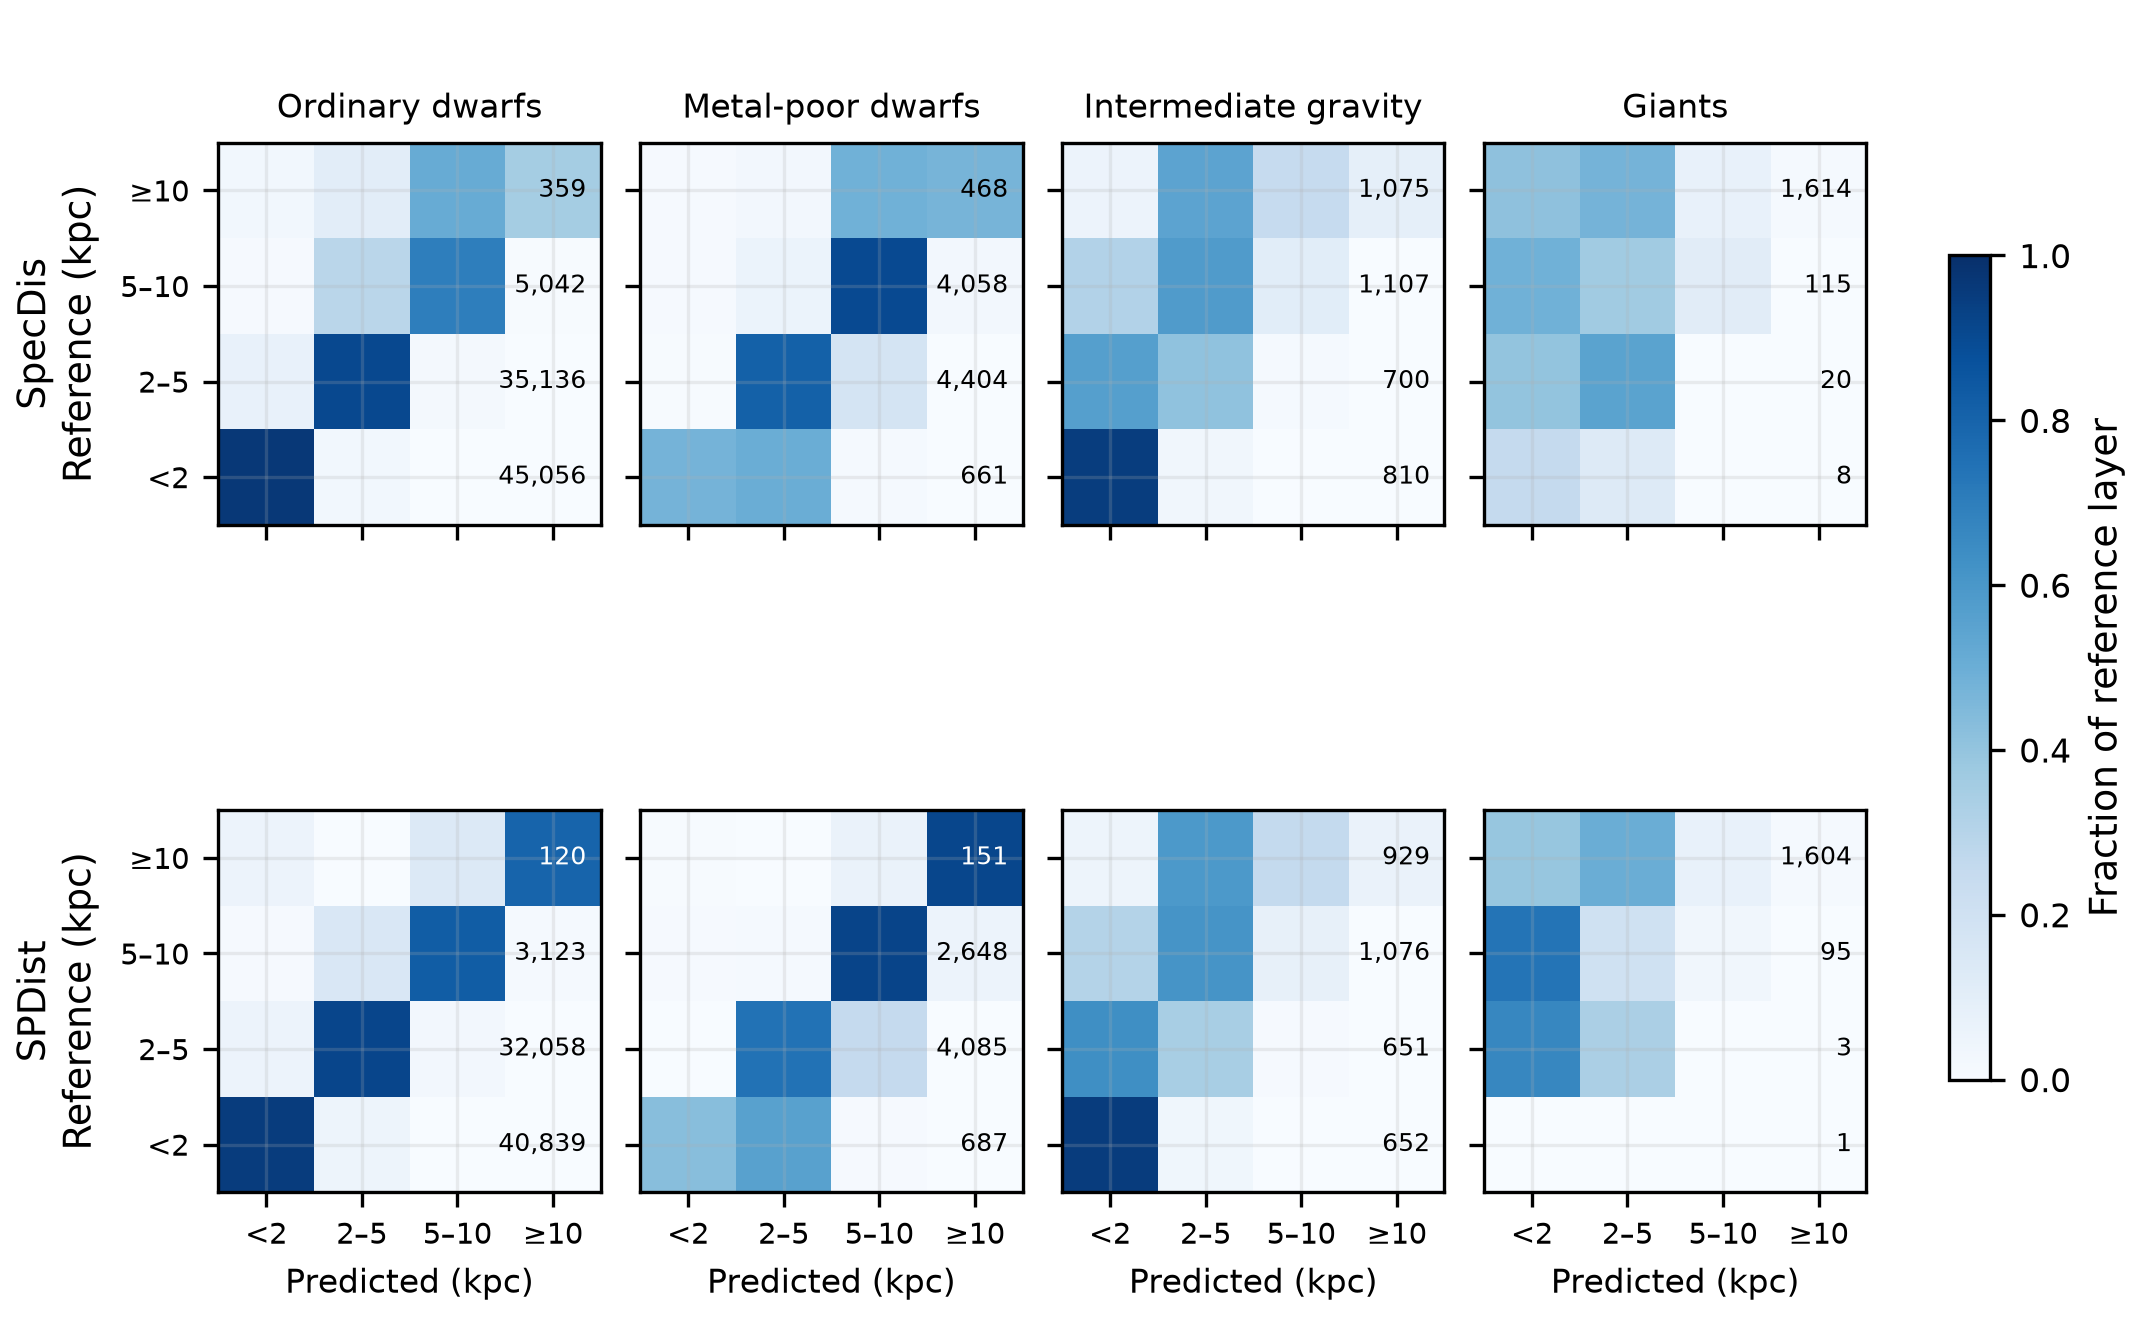 Ordinary dwarfs
Metal-poor dwarfs
Intermediate gravity
Giants
SpecDis
Reference (kpc)
≥10
5–10
2–5
<2
359
5,042
35,136
45,056
468
4,058
4,404
661
1,075
1,107
700
810
1,614
115
20
8
SPDist
Reference (kpc)
≥10
5–10
2–5
<2
120
3,123
32,058
40,839
151
2,648
4,085
687
929
1,076
651
652
1,604
95
3
1
<2 2–5 5–10 ≥10
<2 2–5 5–10 ≥10
<2 2–5 5–10 ≥10
<2 2–5 5–10 ≥10
Predicted (kpc)
Predicted (kpc)
Predicted (kpc)
Predicted (kpc)
1.0
0.8
0.6
0.4
0.2
0.0
Fraction of reference layer